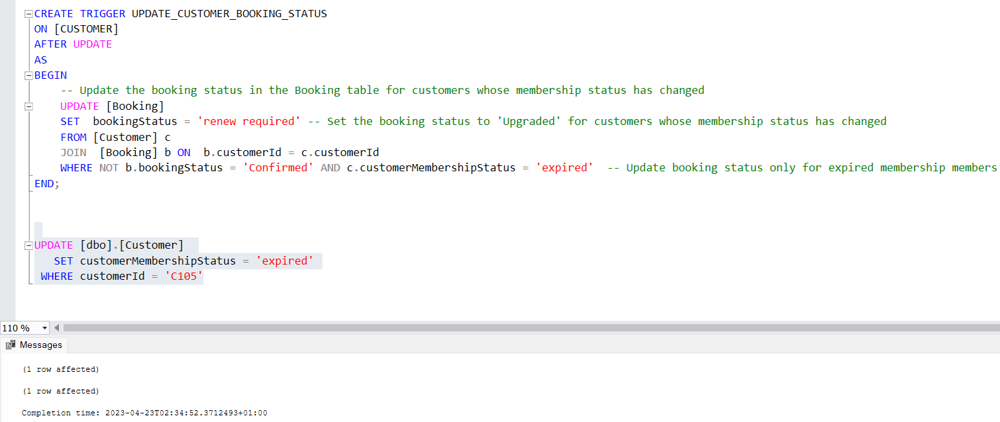 CREATE TRIGGER UPDATE_CUSTOMER_BOOKING_STATUS
ON [CUSTOMER]
AFTER UPDATE
AS
BEGIN
    -- Update the booking status in the Booking table for customers whose membership status has changed
    UPDATE [Booking]
    SET  bookingStatus = 'renew required' -- Set the booking status to 'Upgraded' for customers whose membership status has changed
    FROM [Customer] c
    JOIN  [Booking] b ON  b.customerId = c.customerId
    WHERE NOT b.bookingStatus = 'Confirmed' AND c.customerMembershipStatus = 'expired'  -- Update booking status only for expired membership members
END;
UPDATE [dbo].[Customer]
   SET customerMembershipStatus = 'expired'
 WHERE customerId = 'C105'
110 %
Messages
(1 row affected)
(1 row affected)
Completion time: 2023-04-23T02:34:52.3712493+01:00